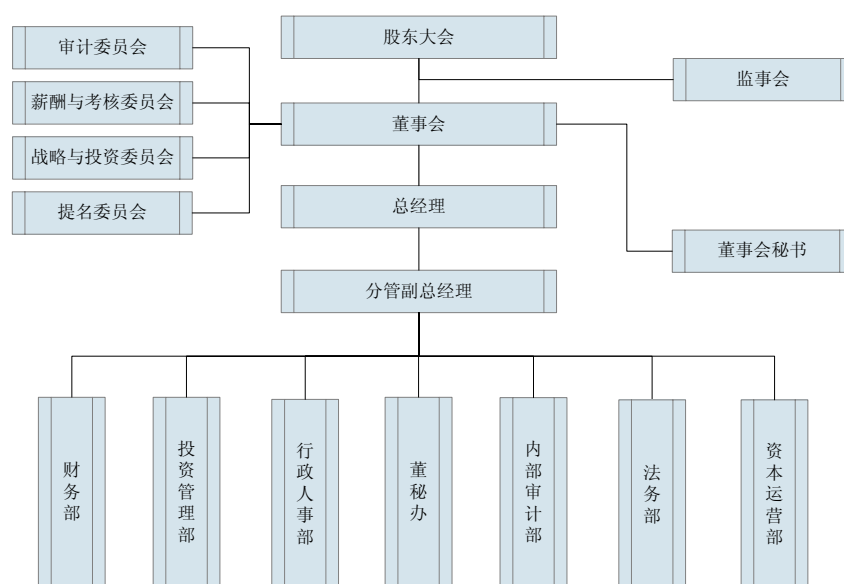 股东大会
审计委员会
监事会
薪酬与考核委员会
董事会
战略与投资委员会
提名委员会
总经理
董事会秘书
分管副总经理
财务部
投资管理部
行政人事部
董秘办
内部审计部
法务部
资本运营部